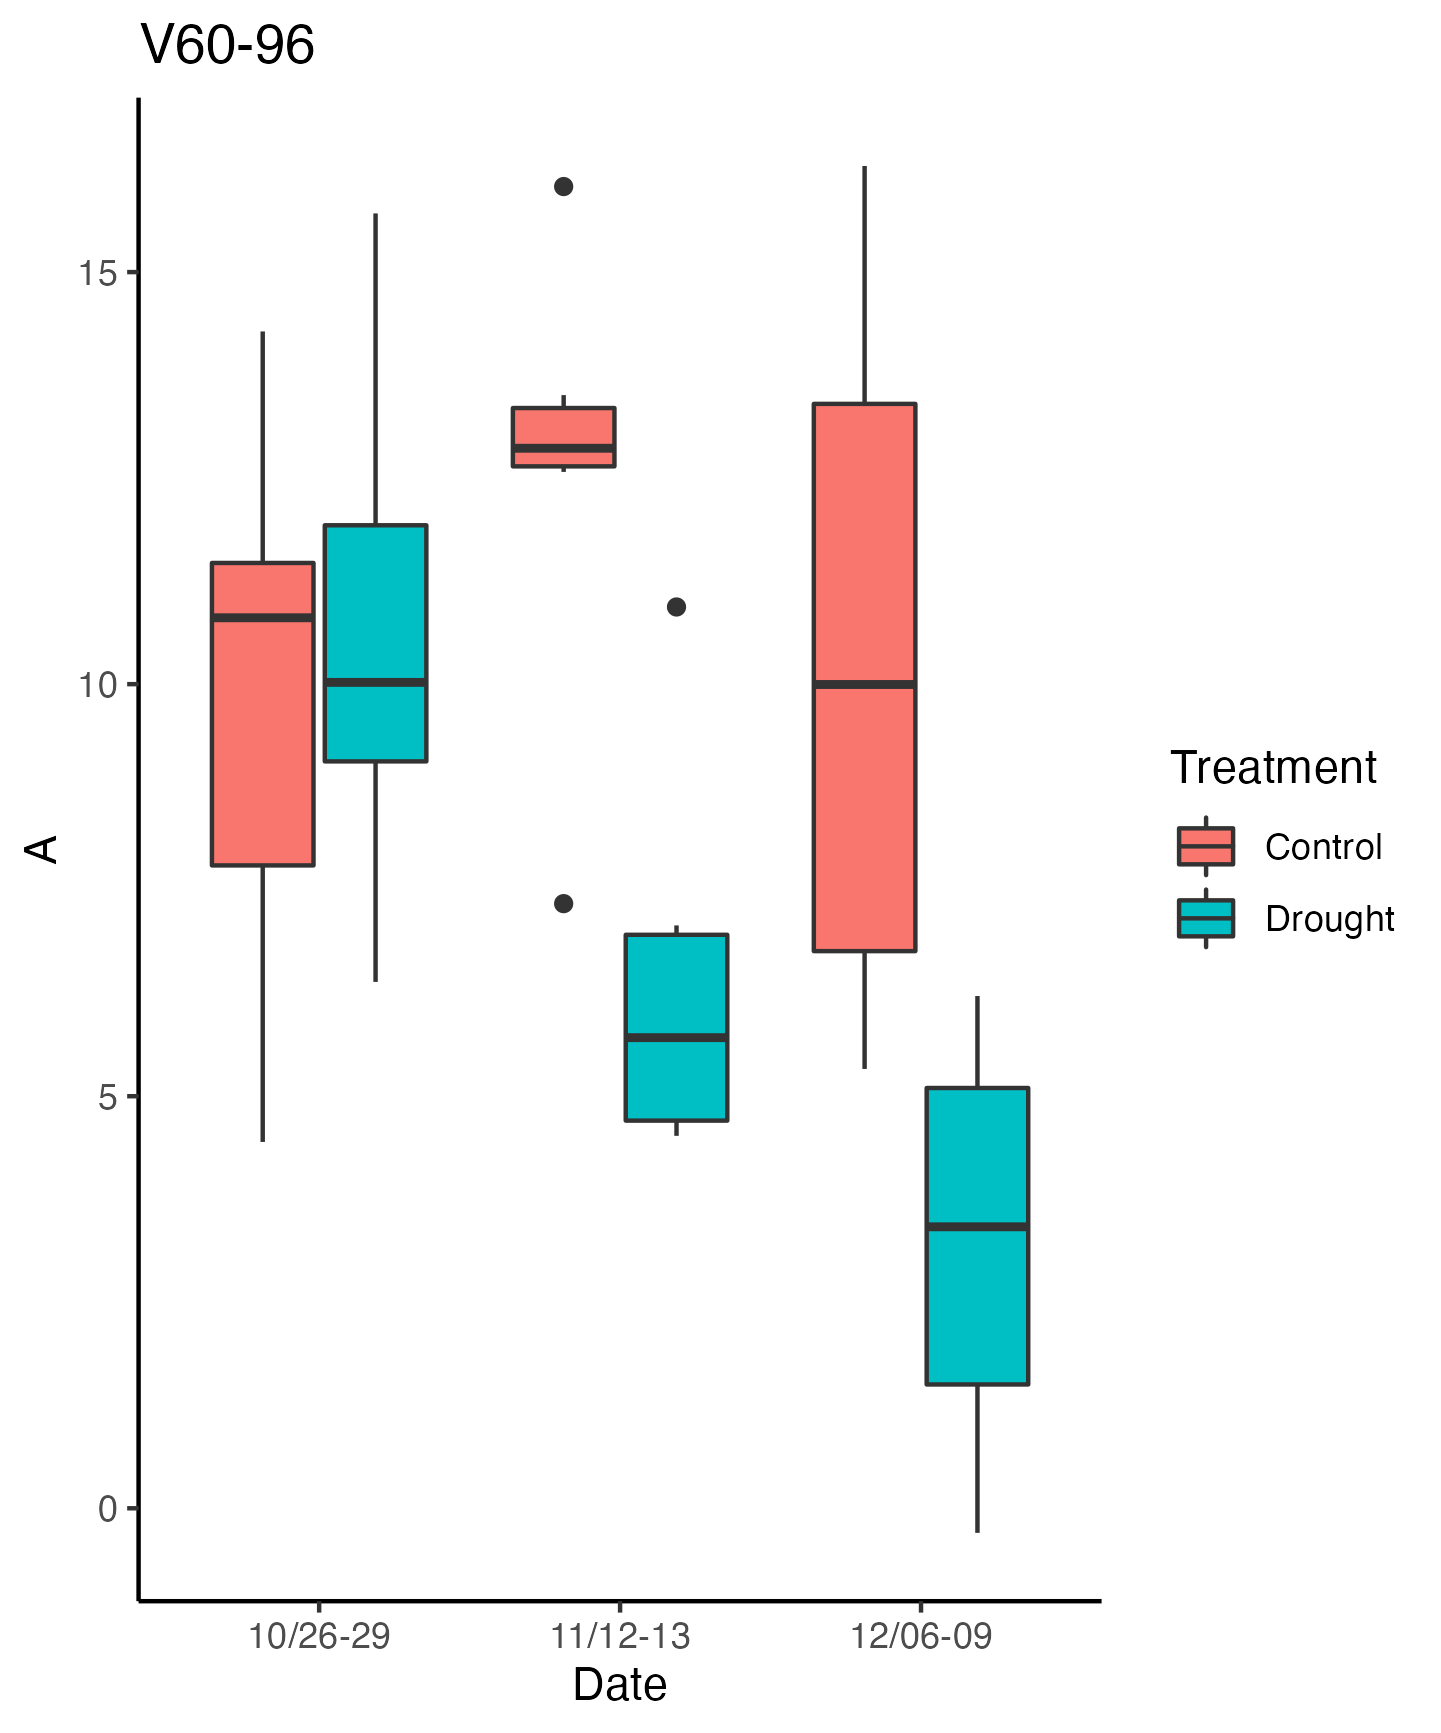 V60-96
15
10
5
0
A
10/26-29
11/12-13
12/06-09
Date
Treatment
Control
Drought